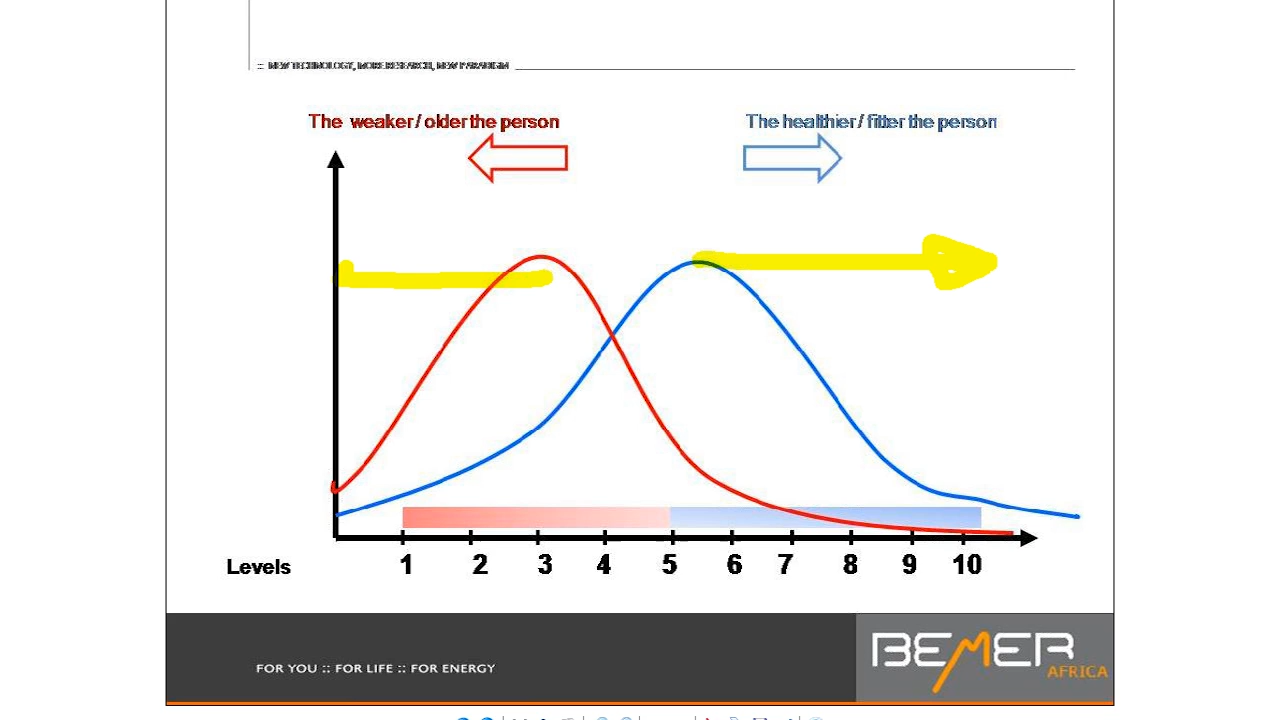 :: NEW TECHNOLOGY, MORE RESEARCH, NEW PARADIGM
The weaker / older the person
The healthier / fitter the person
Levels 1 2 3 4 5 6 7 8 9 10
FOR YOU :: FOR LIFE :: FOR ENERGY
BEMER
AFRICA